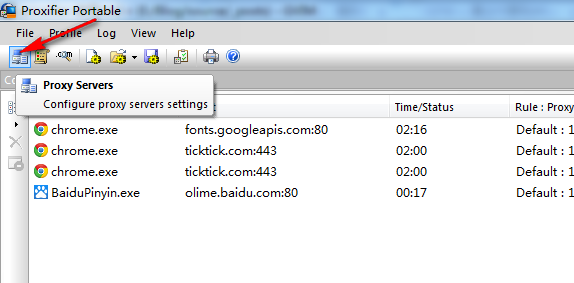 Proxifier Portable
File Profile Log View Help
.com
Proxy Servers
Configure proxy servers settings
Time/Status Rule : Proxy
chrome.exe fonts.googleapis.com:80 02:16 Default : 1
chrome.exe ticktick.com:443 02:00 Default : 1
chrome.exe ticktick.com:443 02:00 Default : 1
BaiduPinyin.exe olime.baidu.com:80 00:17 Default : 1